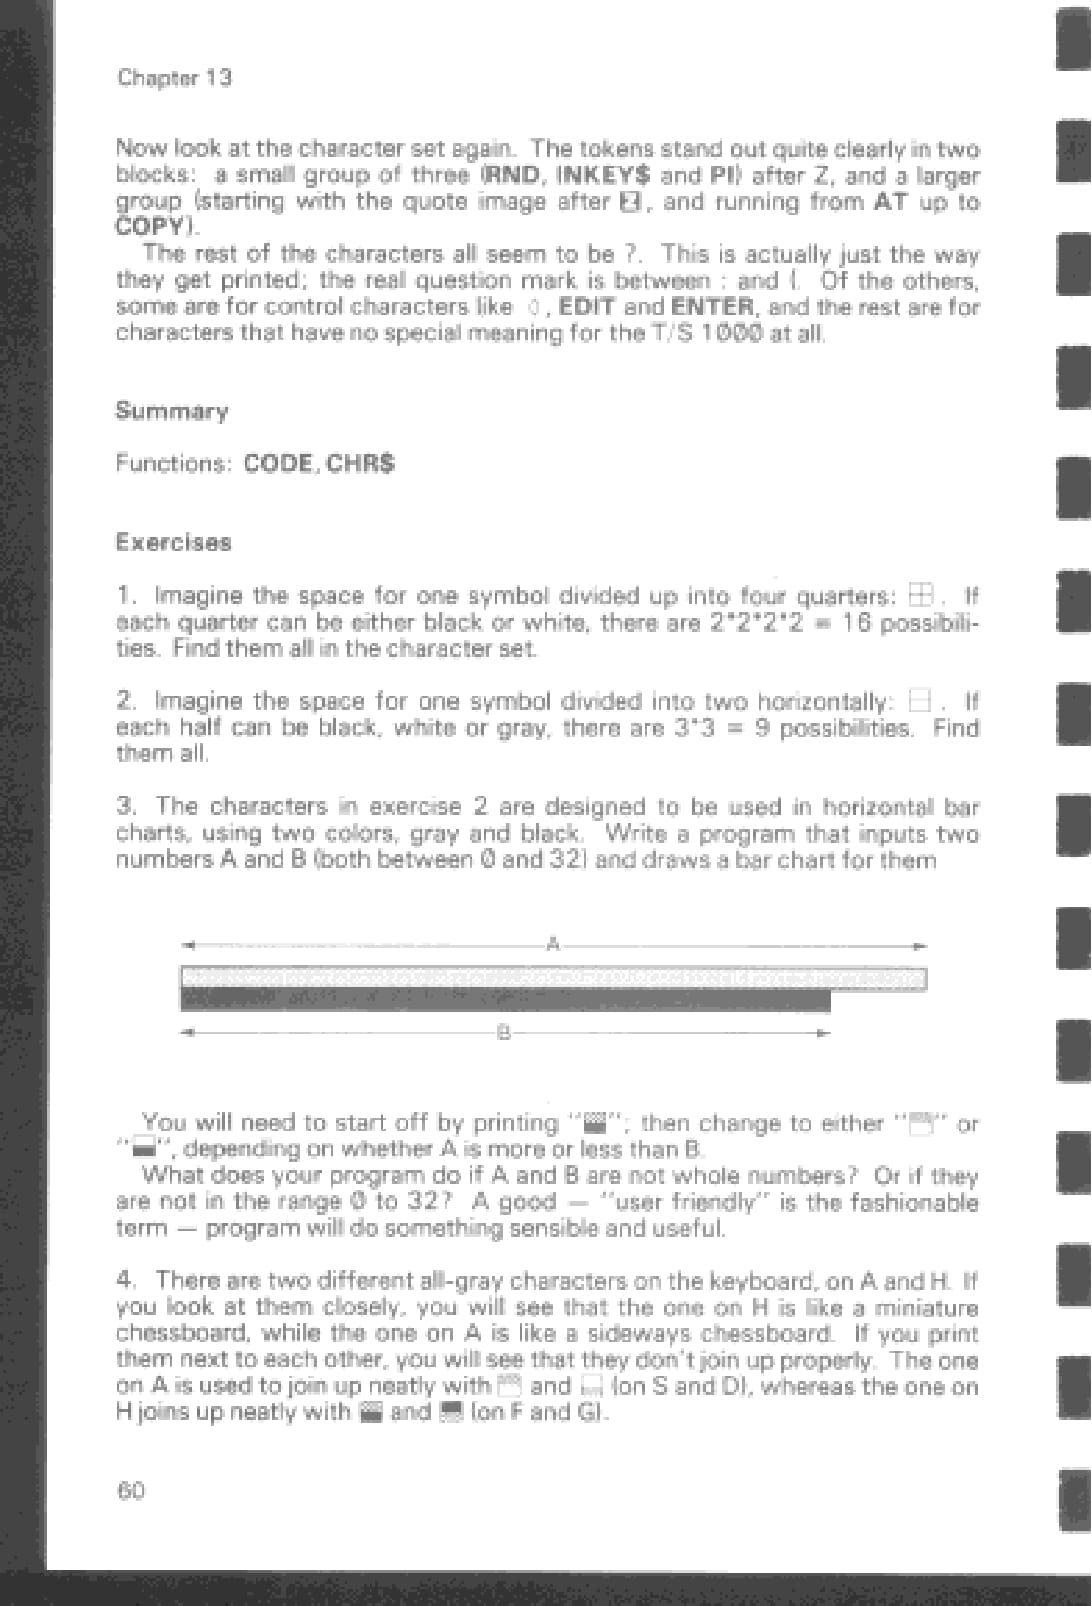 Chapter 13
Now look at the character set again. The tokens stand out quite clearly in two
blocks: a small group of three (RND, INKEY$ and PI) after Z, and a larger
group (starting with the quote image after Z, and running from AT up to
COPY).
The rest of the characters all seem to be ?. This is actually just the way
they get printed; the real question mark is between : and (. Of the others,
some are for control characters like ◊, EDIT and ENTER, and the rest are for
characters that have no special meaning for the T/S 1000 at all.
Summary
Functions: CODE, CHR$
Exercises
1. Imagine the space for one symbol divided up into four quarters: ⊞. If
each quarter can be either black or white, there are 2*2*2*2 = 16 possibili-
ties. Find them all in the character set.
2. Imagine the space for one symbol divided into two horizontally: ⊟. If
each half can be black, white or gray, there are 3*3 = 9 possibilities. Find
them all.
3. The characters in exercise 2 are designed to be used in horizontal bar
charts, using two colors, gray and black. Write a program that inputs two
numbers A and B (both between 0 and 32) and draws a bar chart for them
A
B
You will need to start off by printing "▄"; then change to either "▀" or
"▄", depending on whether A is more or less than B.
What does your program do if A and B are not whole numbers? Or if they
are not in the range 0 to 32? A good — "user friendly" is the fashionable
term — program will do something sensible and useful.
4. There are two different all-gray characters on the keyboard, on A and H. If
you look at them closely, you will see that the one on H is like a miniature
chessboard, while the one on A is like a sideways chessboard. If you print
them next to each other, you will see that they don't join up properly. The one
on A is used to join up neatly with and (on S and D), whereas the one on
H joins up neatly with and (on F and G).
60